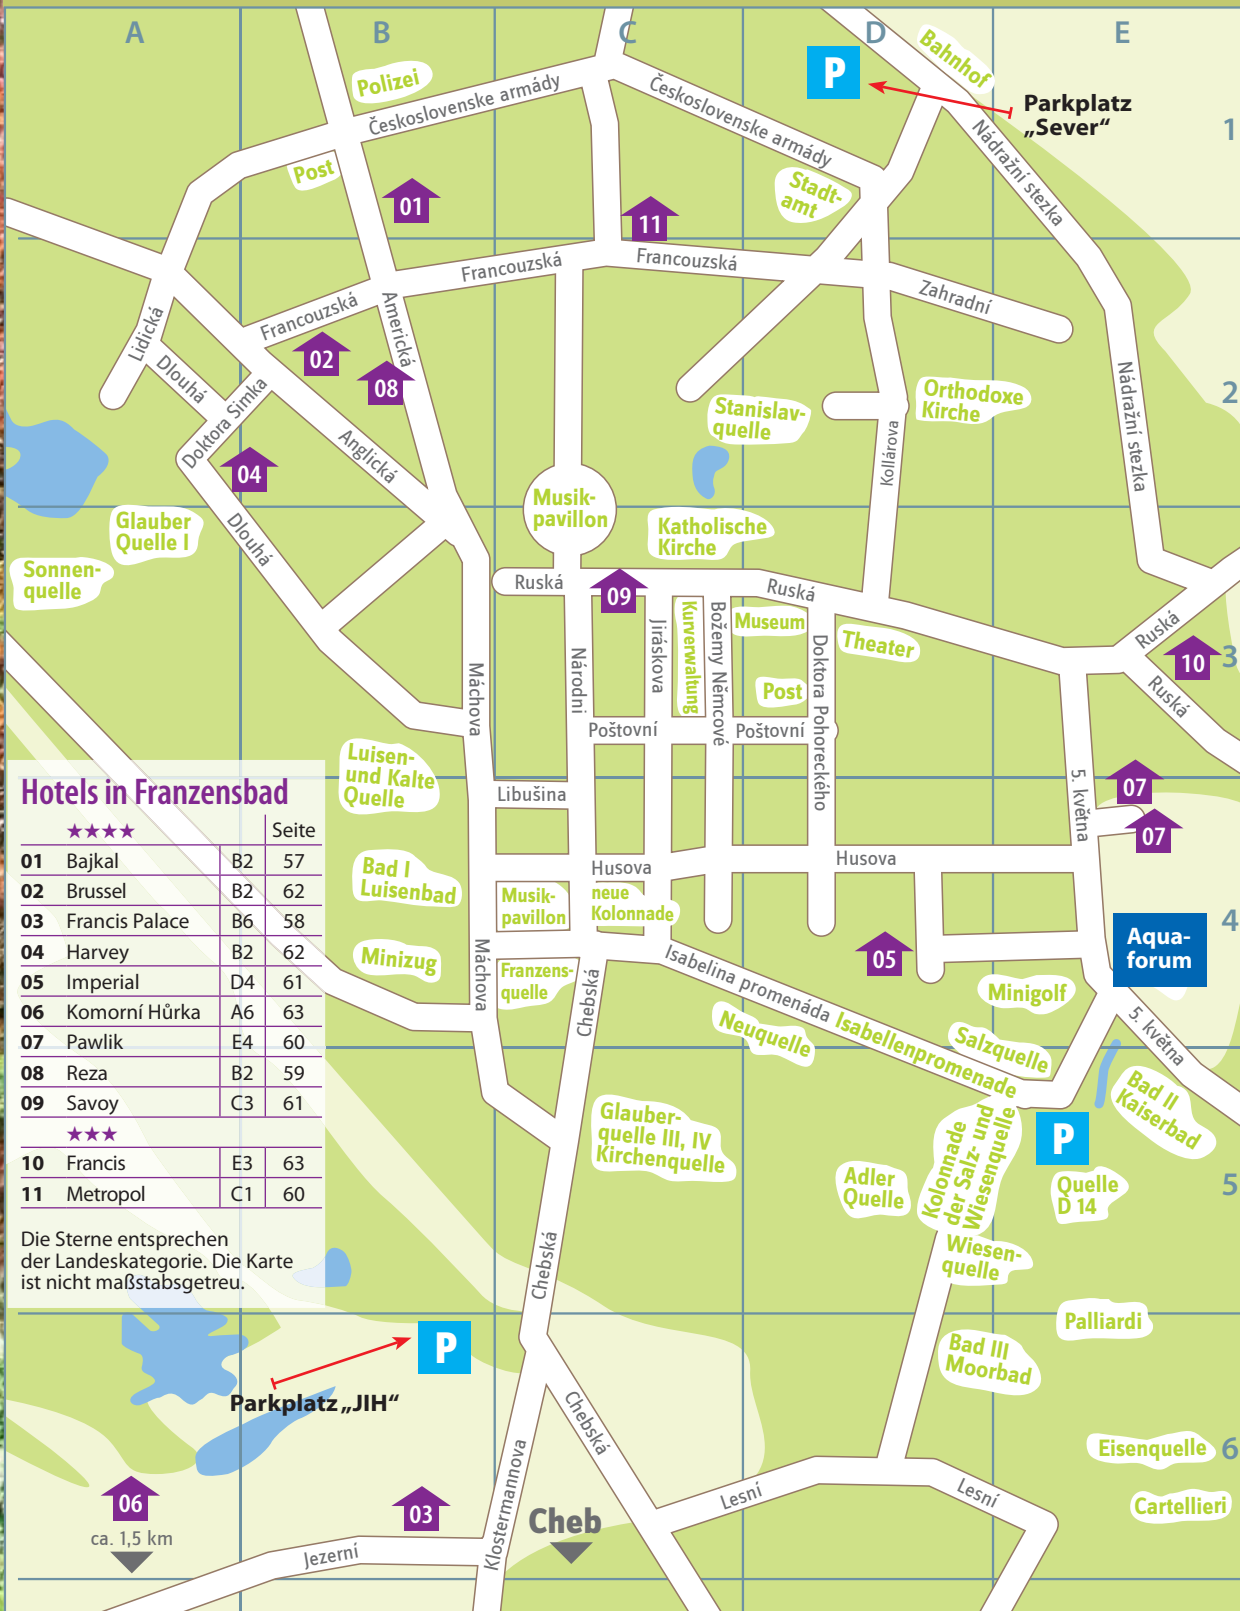 A
B
C
D
E
1
2
3
4
5
6
Polizei
Československe armády
Československe armády
P
Bahnhof
Parkplatz
„Sever“
Nádražní stezka
Post
01
11
Stadt-
amt
Francouzská
Francouzská
Francouzská
Zahradní
Lidická
Americká
02
08
Dlouhá
Doktora Simka
Anglická
04
Stanislav-
quelle
Orthodoxe
Kirche
Kollárova
Nádražní stezka
Musik-
pavillon
Katholische
Kirche
Glauber
Quelle I
Sonnen-
quelle
Dlouhá
Ruská
09
Ruská
Ruská
10
Ruská
Máchova
Národni
Jiráskova
Kurverwaltung
Božemy Němcové
Museum
Post
Doktora Pohoreckého
Theater
Poštovní
Poštovní
5. května
07
07
Luisen-
und Kalte
Quelle
Libušina
Husova
Husova
Bad I
Luisenbad
Musik-
pavillon
neue
Kolonnade
Minizug
Máchova
Franzens-
quelle
Chebská
Isabelina promenáda
Isabellenpromenade
05
Aqua-
forum
Minigolf
5. května
Neuquelle
Salzquelle
Bad II
Kaiserbad
P
Glauber-
quelle III, IV
Kirchenquelle
Adler
Quelle
Kolonnade
der Salz- und
Wiesenquelle
Quelle
D 14
Wiesen-
quelle
Chebská
Palliardi
Bad III
Moorbad
Eisenquelle
Cartellieri
Hotels in Franzensbad
★★★★ Seite
01 Bajkal B2 57
02 Brussel B2 62
03 Francis Palace B6 58
04 Harvey B2 62
05 Imperial D4 61
06 Komorní Hůrka A6 63
07 Pawlik E4 60
08 Reza B2 59
09 Savoy C3 61
★★★
10 Francis E3 63
11 Metropol C1 60
Die Sterne entsprechen
der Landeskategorie. Die Karte
ist nicht maßstabsgetreu.
P
Parkplatz „JIH“
Chebská
Klostermannova
Lesní
Lesní
06
ca. 1,5 km
03
Cheb
Jezerní